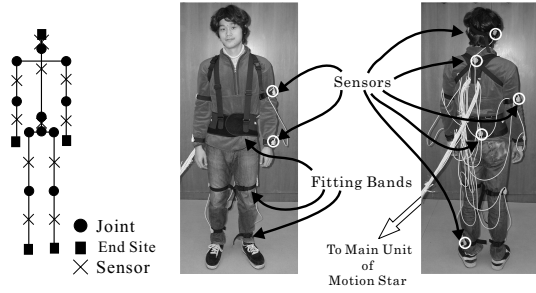 Joint
End Site
Sensor
Sensors
Fitting Bands
To Main Unit
of
Motion Star